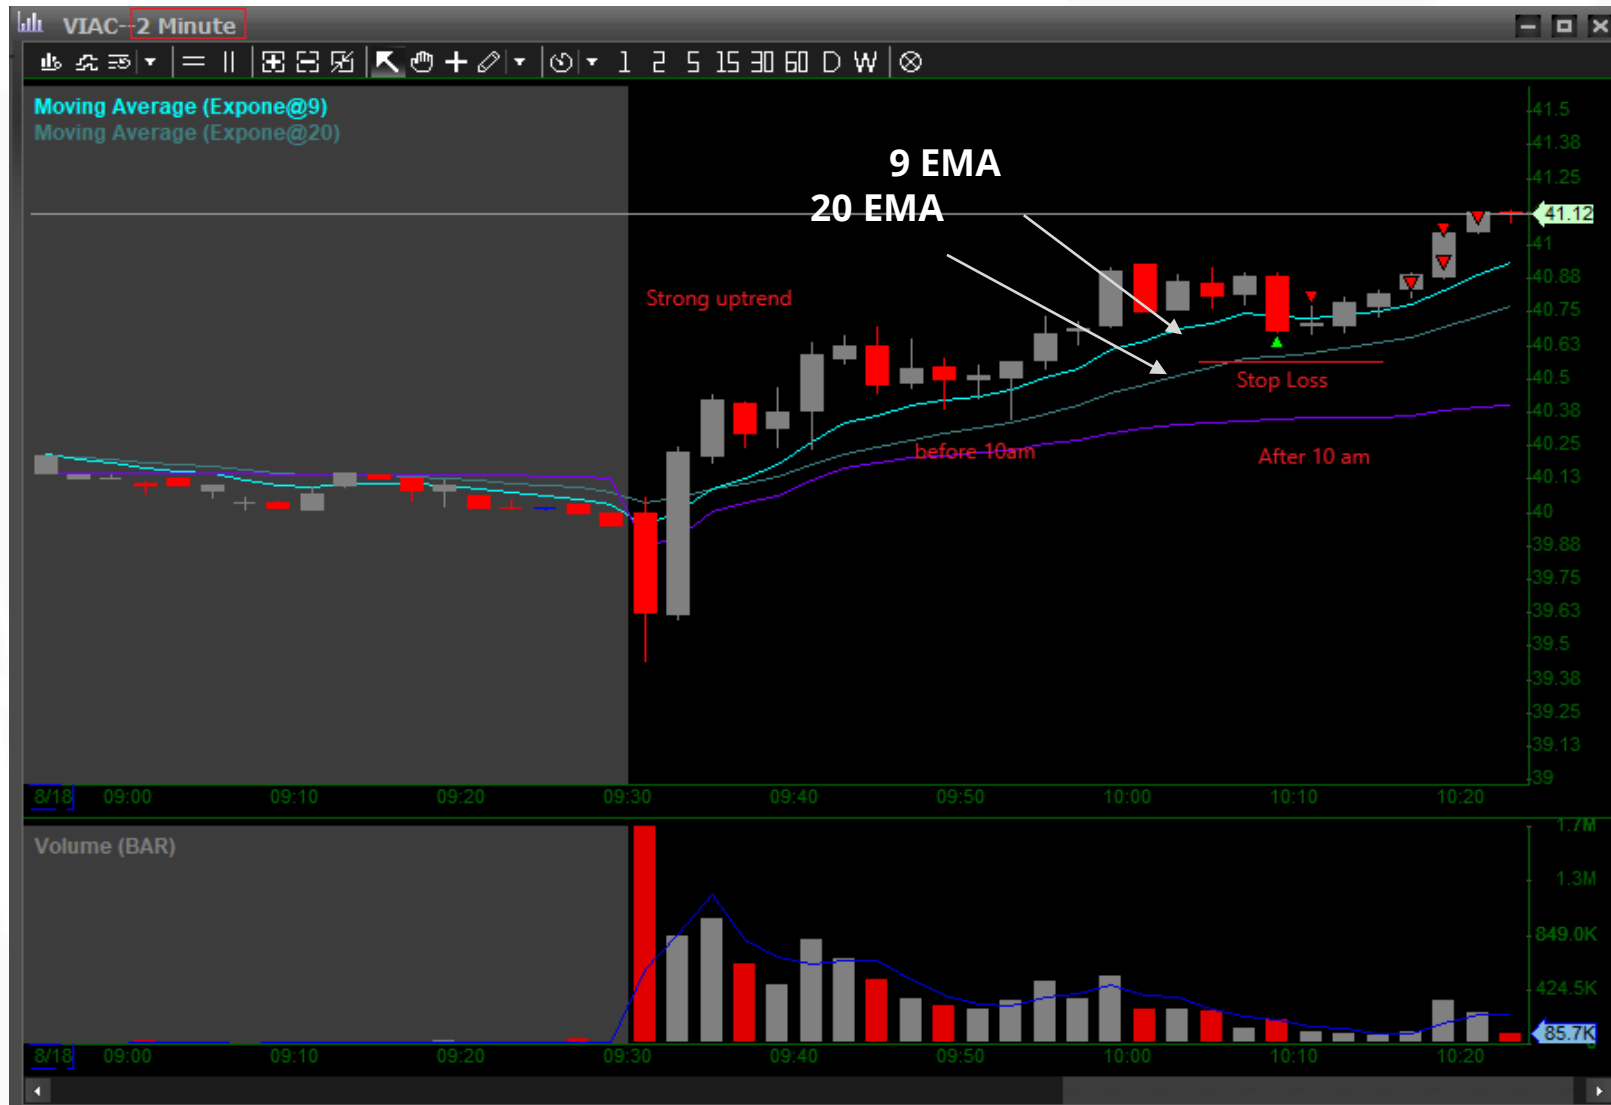 VIAC--2 Minute
1 2 5 15 30 60 D W
Moving Average (Expone@9)
Moving Average (Expone@20)
9 EMA
20 EMA
Strong uptrend
Stop Loss
before 10am
After 10 am
41.5
41.38
41.25
41.12
41
40.88
40.75
40.63
40.5
40.38
40.25
40.13
40
39.88
39.75
39.63
39.5
39.38
39.25
39.13
39
8/18 09:00 09:10 09:20 09:30 09:40 09:50 10:00 10:10 10:20
Volume (BAR)
1.7M
1.3M
849.0K
424.5K
85.7K
8/18 09:00 09:10 09:20 09:30 09:40 09:50 10:00 10:10 10:20